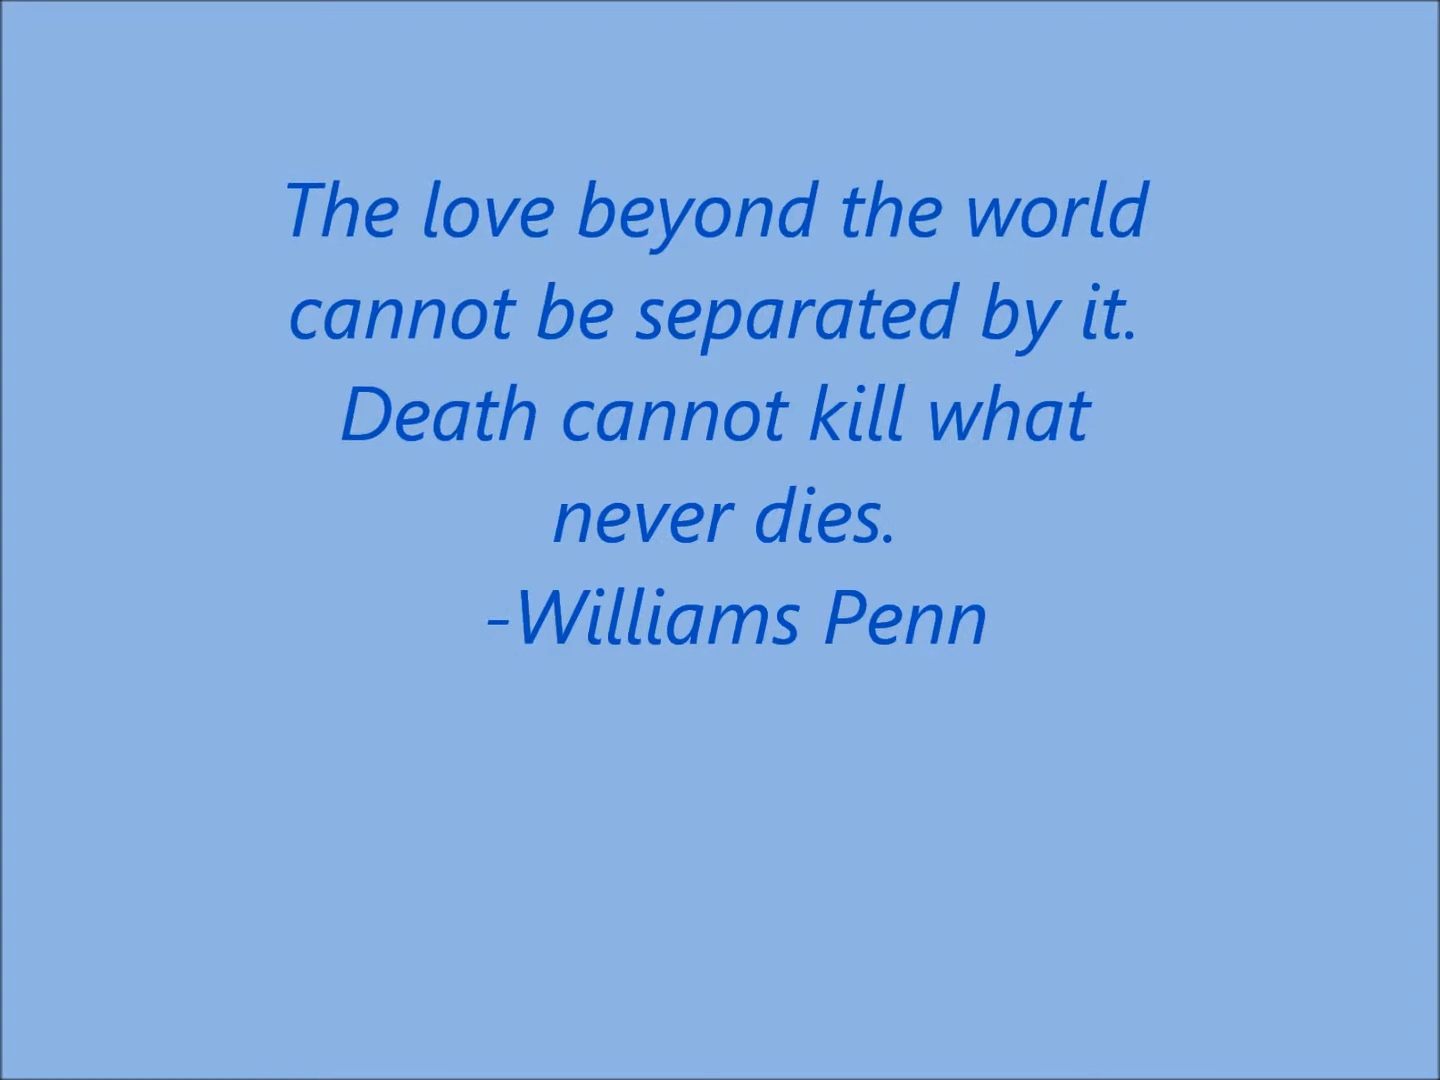 The love beyond the world
cannot be separated by it.
Death cannot kill what
never dies.
-Williams Penn